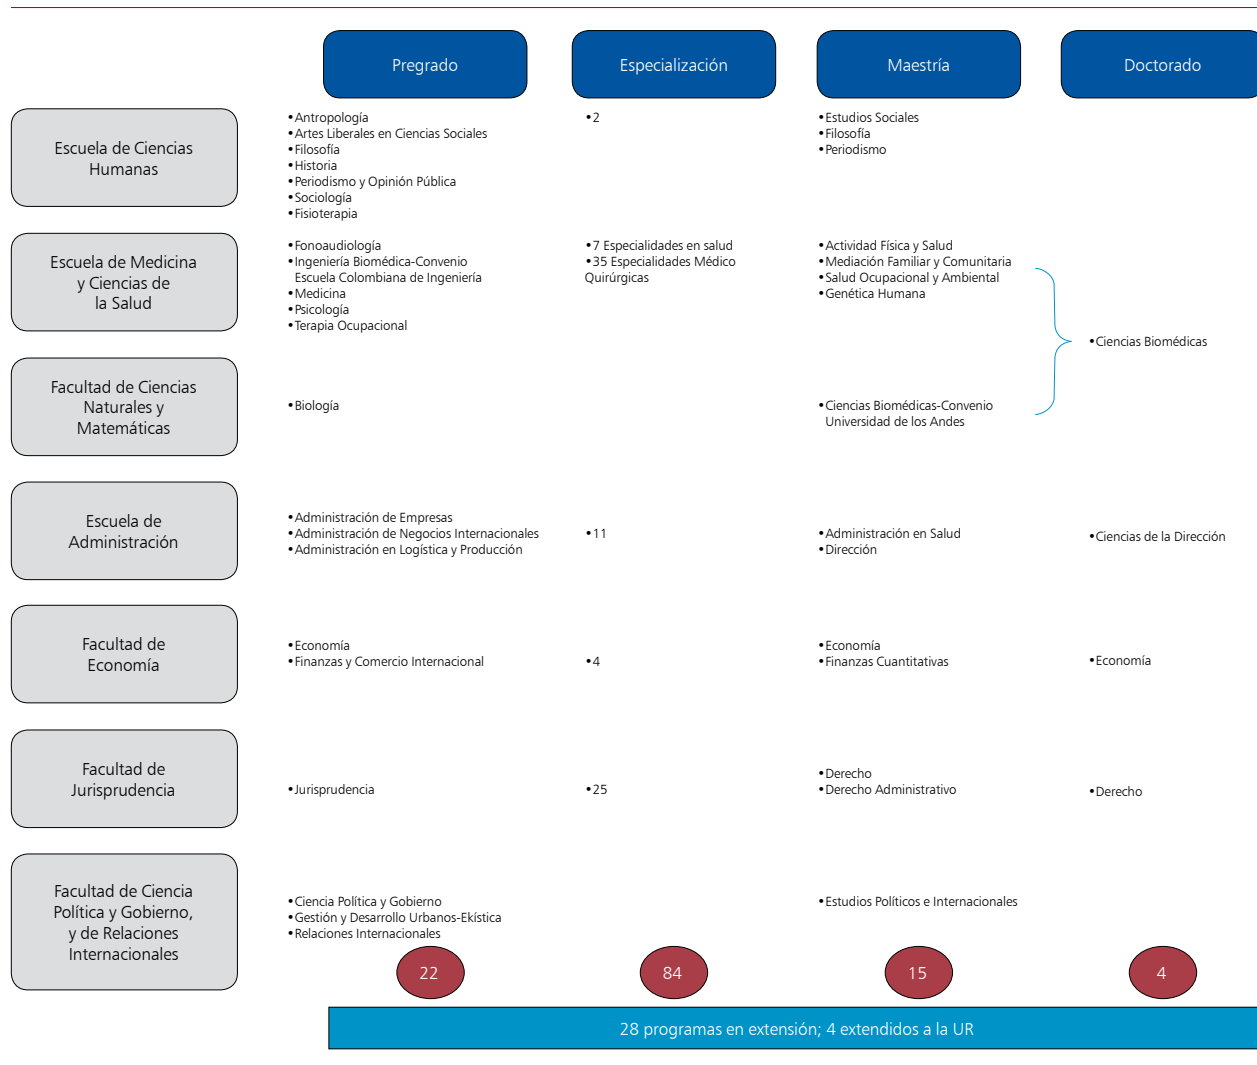 Pregrado
Especialización
Maestría
Doctorado
Escuela de Ciencias
Humanas
•Antropología
•Artes Liberales en Ciencias Sociales
•Filosofía
•Historia
•Periodismo y Opinión Pública
•Sociología
•Fisioterapia
•2
•Estudios Sociales
•Filosofía
•Periodismo
Escuela de Medicina
y Ciencias de
la Salud
•Fonoaudiología
•Ingeniería Biomédica-Convenio
Escuela Colombiana de Ingeniería
•Medicina
•Psicología
•Terapia Ocupacional
•7 Especialidades en salud
•35 Especialidades Médico
Quirúrgicas
•Actividad Física y Salud
•Mediación Familiar y Comunitaria
•Salud Ocupacional y Ambiental
•Genética Humana
•Ciencias Biomédicas
Facultad de Ciencias
Naturales y
Matemáticas
•Biología
•Ciencias Biomédicas-Convenio
Universidad de los Andes
Escuela de
Administración
•Administración de Empresas
•Administración de Negocios Internacionales
•Administración en Logística y Producción
•11
•Administración en Salud
•Dirección
•Ciencias de la Dirección
Facultad de
Economía
•Economía
•Finanzas y Comercio Internacional
•4
•Economía
•Finanzas Cuantitativas
•Economía
Facultad de
Jurisprudencia
•Jurisprudencia
•25
•Derecho
•Derecho Administrativo
•Derecho
Facultad de Ciencia
Política y Gobierno,
y de Relaciones
Internacionales
•Ciencia Política y Gobierno
•Gestión y Desarrollo Urbanos-Ekística
•Relaciones Internacionales
•Estudios Políticos e Internacionales
22
84
15
4
28 programas en extensión; 4 extendidos a la UR